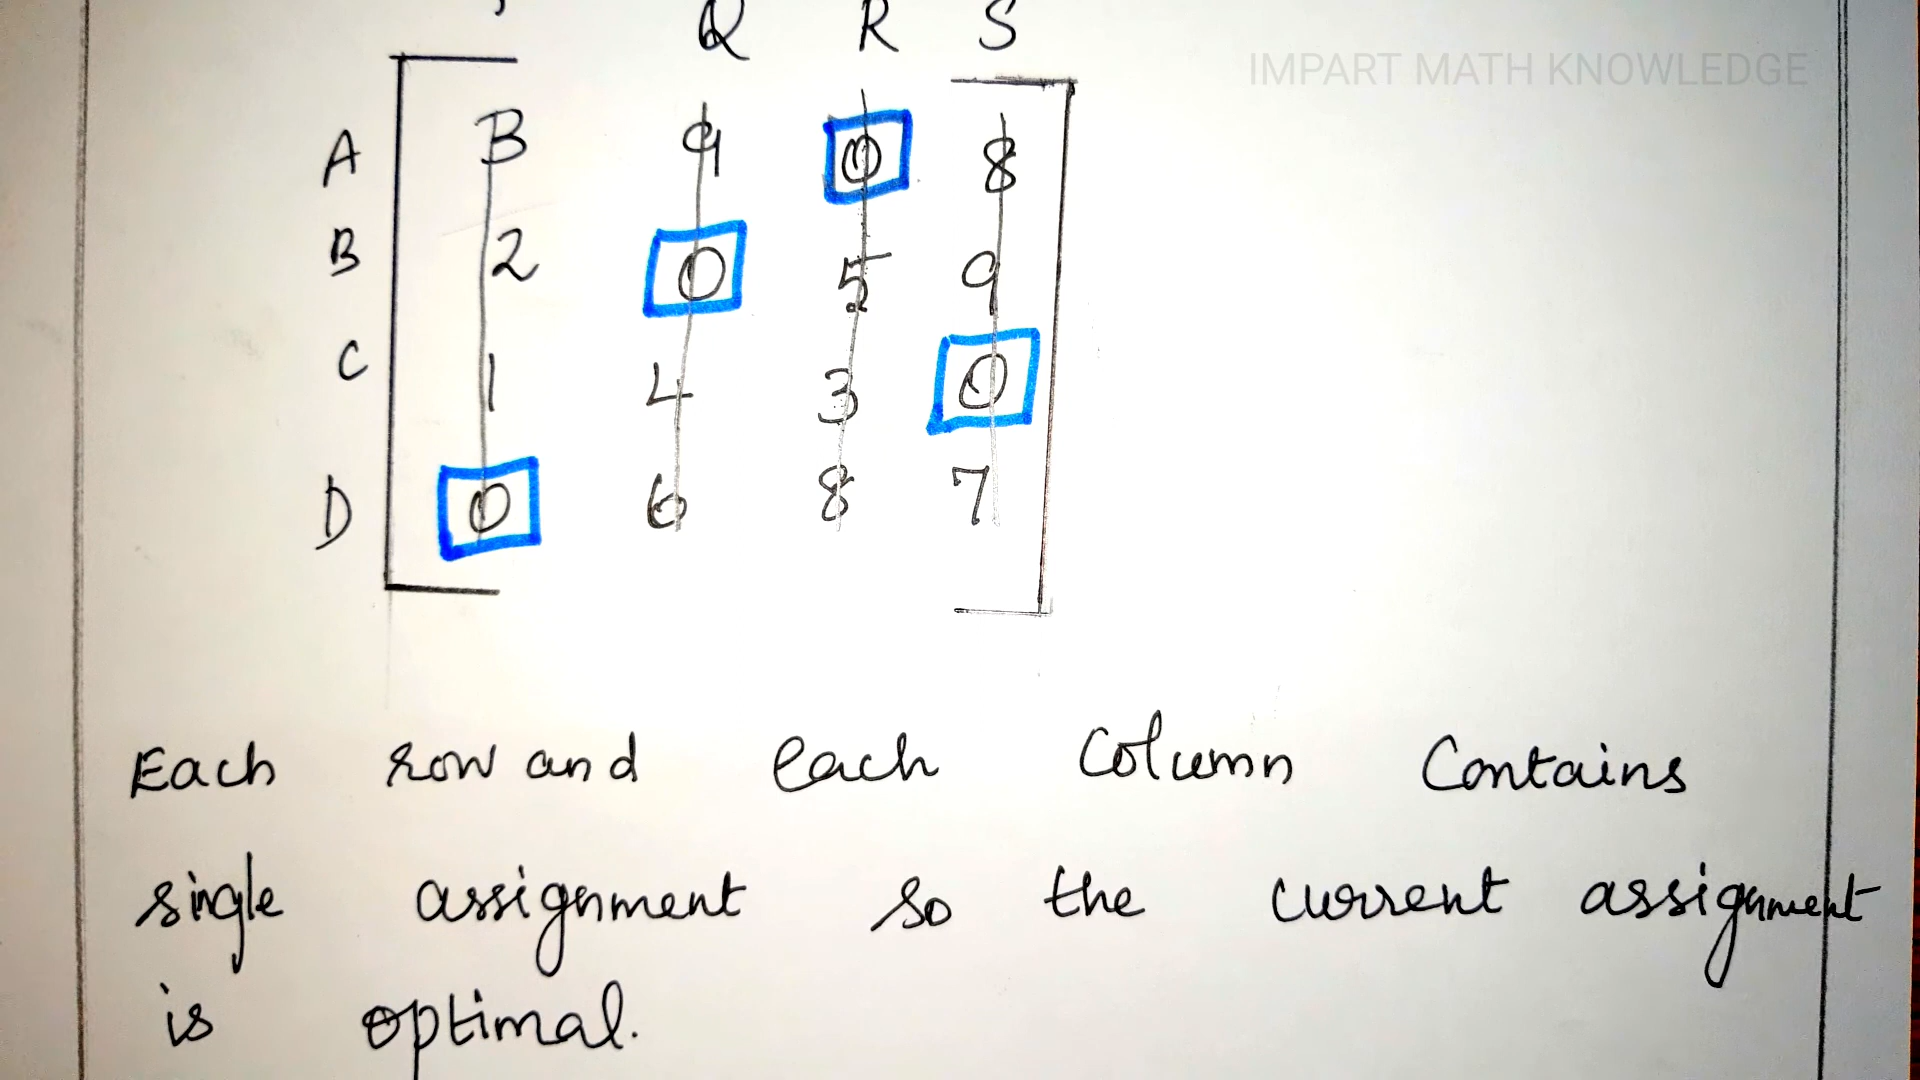 Q R S
IMPART MATH KNOWLEDGE
A 3 9 0 8
B 2 0 5 9
C 1 4 3 0
D 0 6 8 7
Each row and each column contains
single assignment so the current assignment
is optimal.